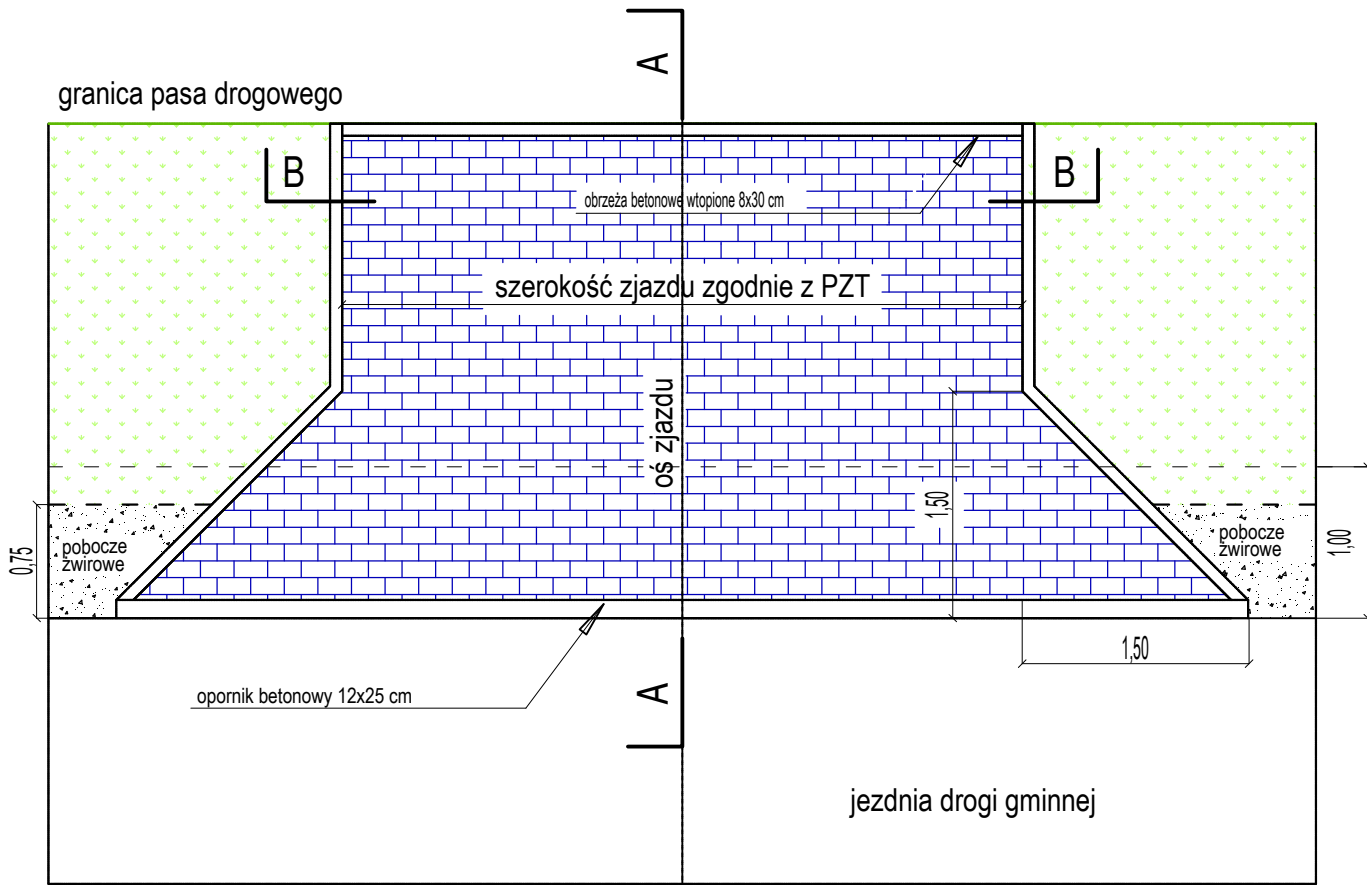 A
granica pasa drogowego
B
B
obrzeża betonowe wtopione 8x30 cm
szerokość zjazdu zgodnie z PZT
oś zjazdu
1,50
0,75
pobocze
żwirowe
pobocze
żwirowe
1,00
1,50
opornik betonowy 12x25 cm
A
jezdnia drogi gminnej